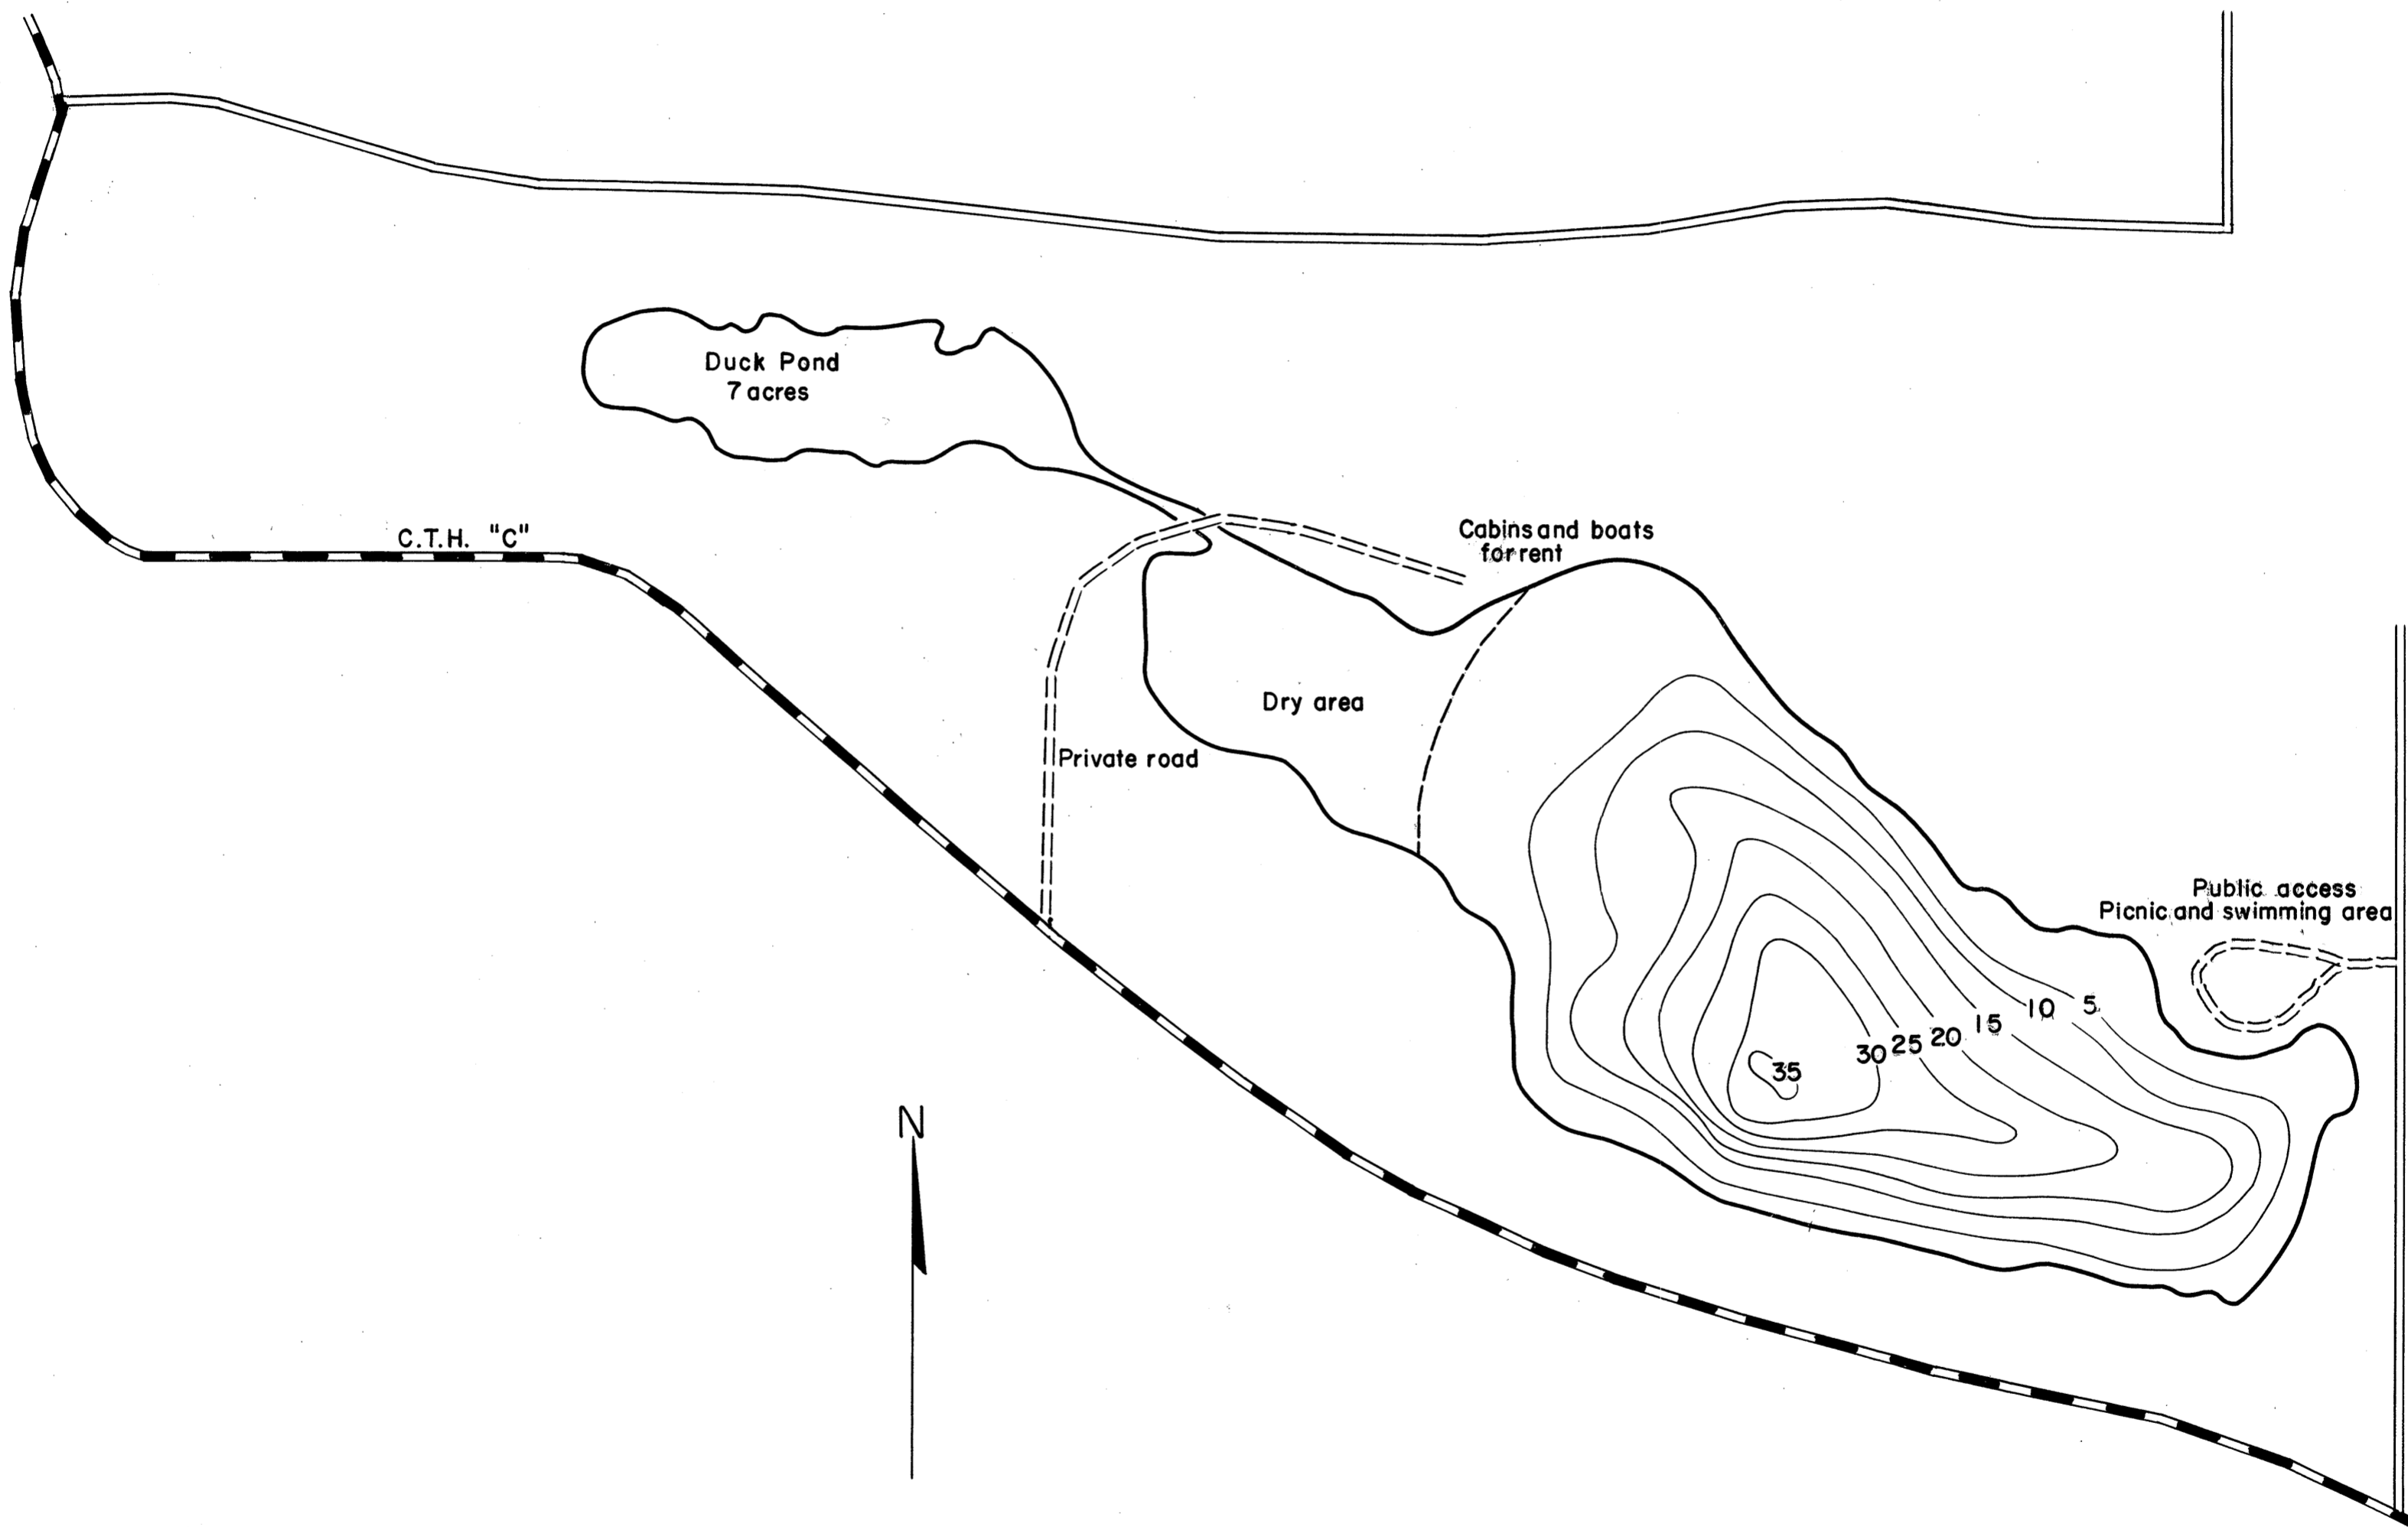 Duck Pond
7 acres
C.T.H. "C"
Cabins and boats
for rent
Dry area
Private road
Public access
Picnic and swimming area
5
10
15
20
25
30
35
N